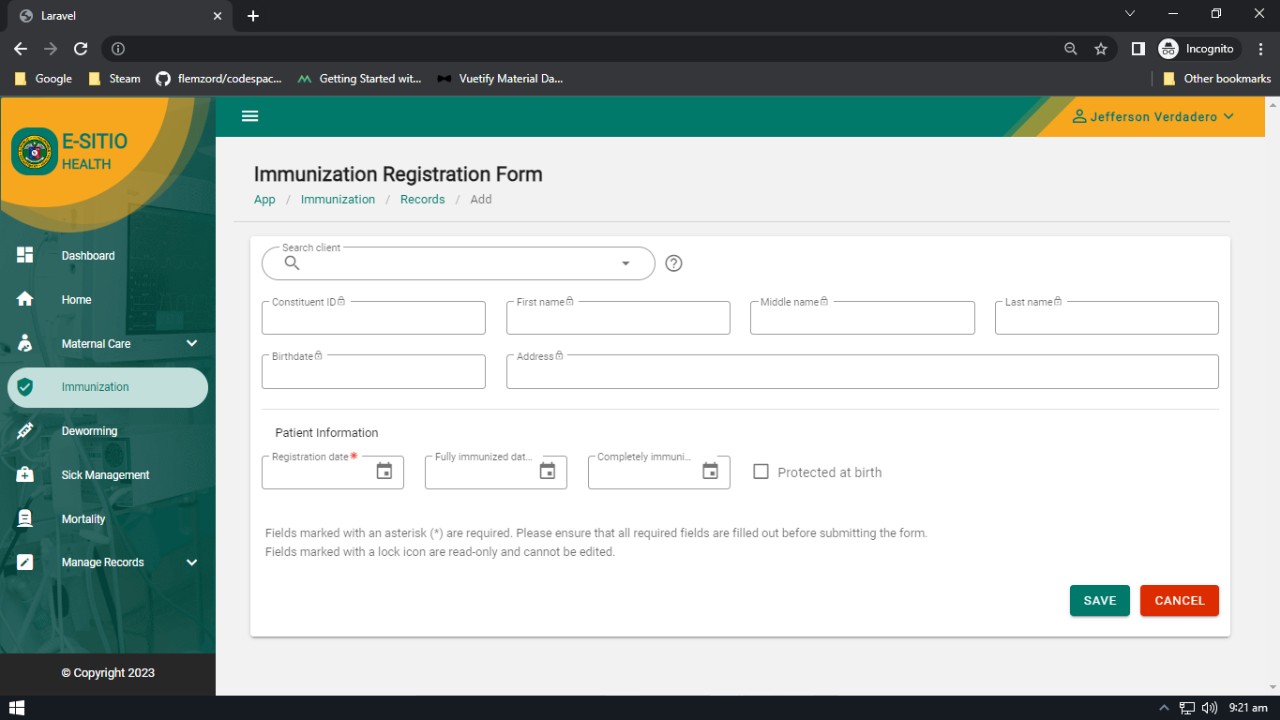 Laravel
Incognito
Google
Steam
flemzord/codespac...
Getting Started wit...
Vuetify Material Da...
Other bookmarks
E-SITIO
HEALTH
Jefferson Verdadero
Dashboard
Home
Maternal Care
Immunization
Deworming
Sick Management
Mortality
Manage Records
© Copyright 2023
Immunization Registration Form
App / Immunization / Records / Add
Search client
Constituent ID First name Middle name Last name
Birthdate Address
Patient Information
Registration date* Fully immunized dat... Completely immuni... Protected at birth
Fields marked with an asterisk (*) are required. Please ensure that all required fields are filled out before submitting the form.
Fields marked with a lock icon are read-only and cannot be edited.
SAVE CANCEL
9:21 am